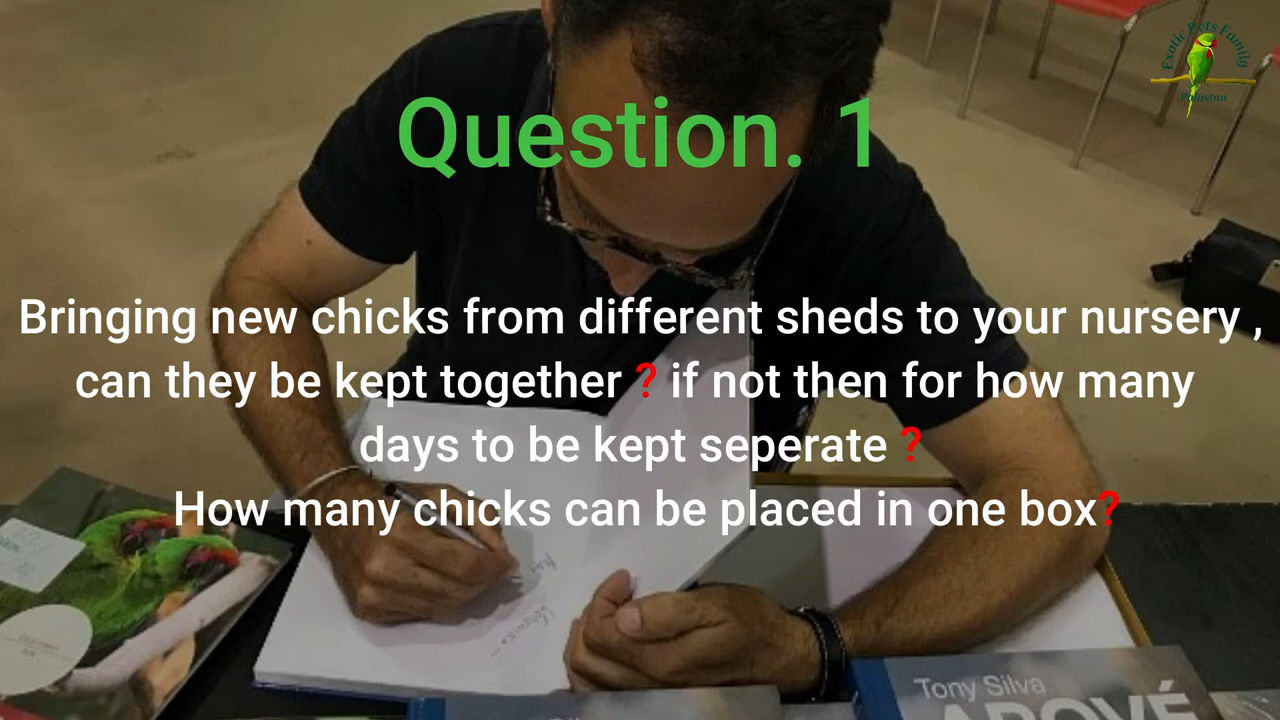 Exotic Pets Family
Pakistan
Question. 1
Bringing new chicks from different sheds to your nursery ,
can they be kept together ? if not then for how many
days to be kept seperate ?
How many chicks can be placed in one box?
Tony Silva